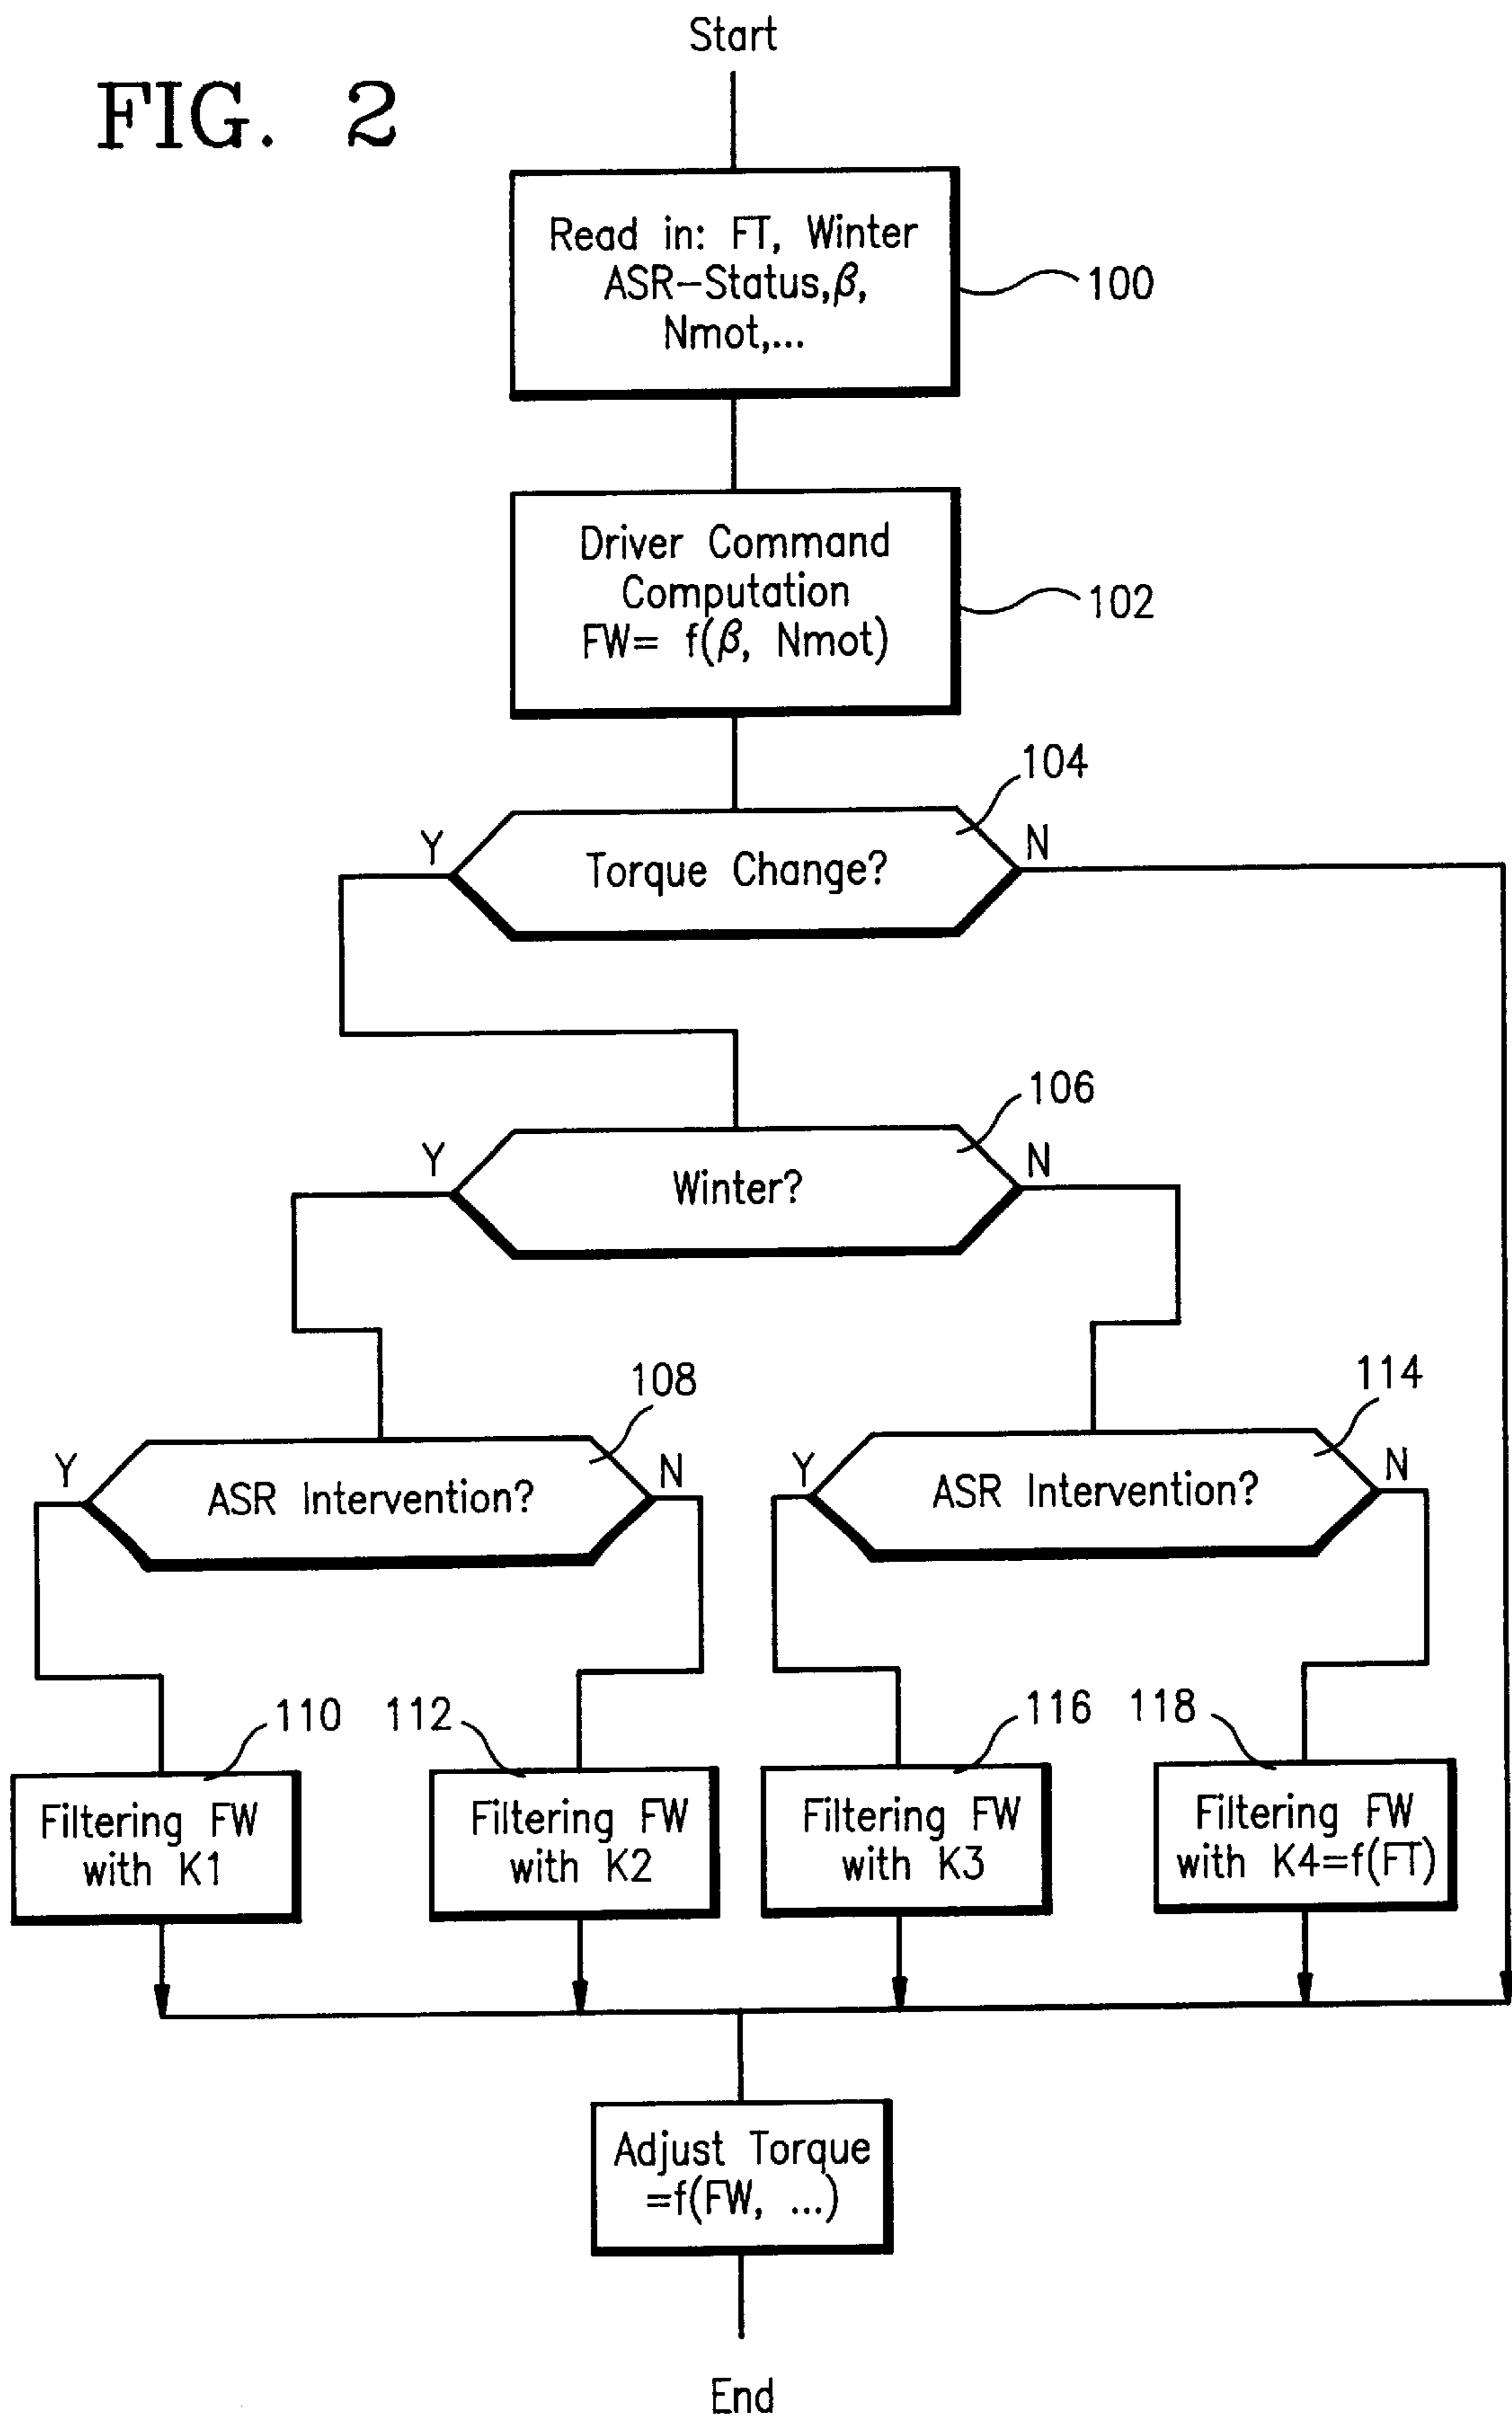 Start
FIG. 2
Read in: FT, Winter
ASR-Status,β,
Nmot,...
100
Driver Command
Computation
FW= f(β, Nmot)
102
104
Y
N
Torque Change?
106
Y
N
Winter?
108
114
Y
N
Y
N
ASR Intervention?
ASR Intervention?
110
112
116
118
Filtering FW
with K1
Filtering FW
with K2
Filtering FW
with K3
Filtering FW
with K4=f(FT)
Adjust Torque
=f(FW, ...)
End